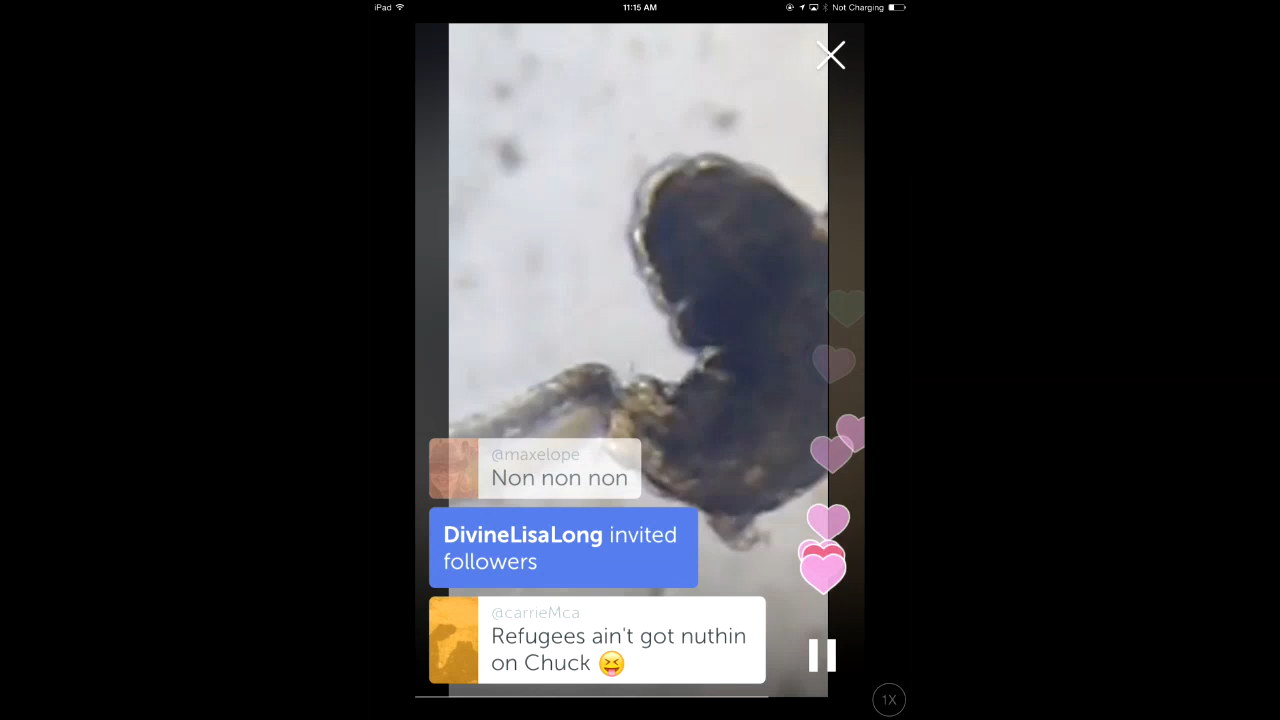 iPad 11:15 AM Not Charging
@maxelope
Non non non
DivineLisaLong invited
followers
@carrieMca
Refugees ain't got nuthin
on Chuck 😝
1X